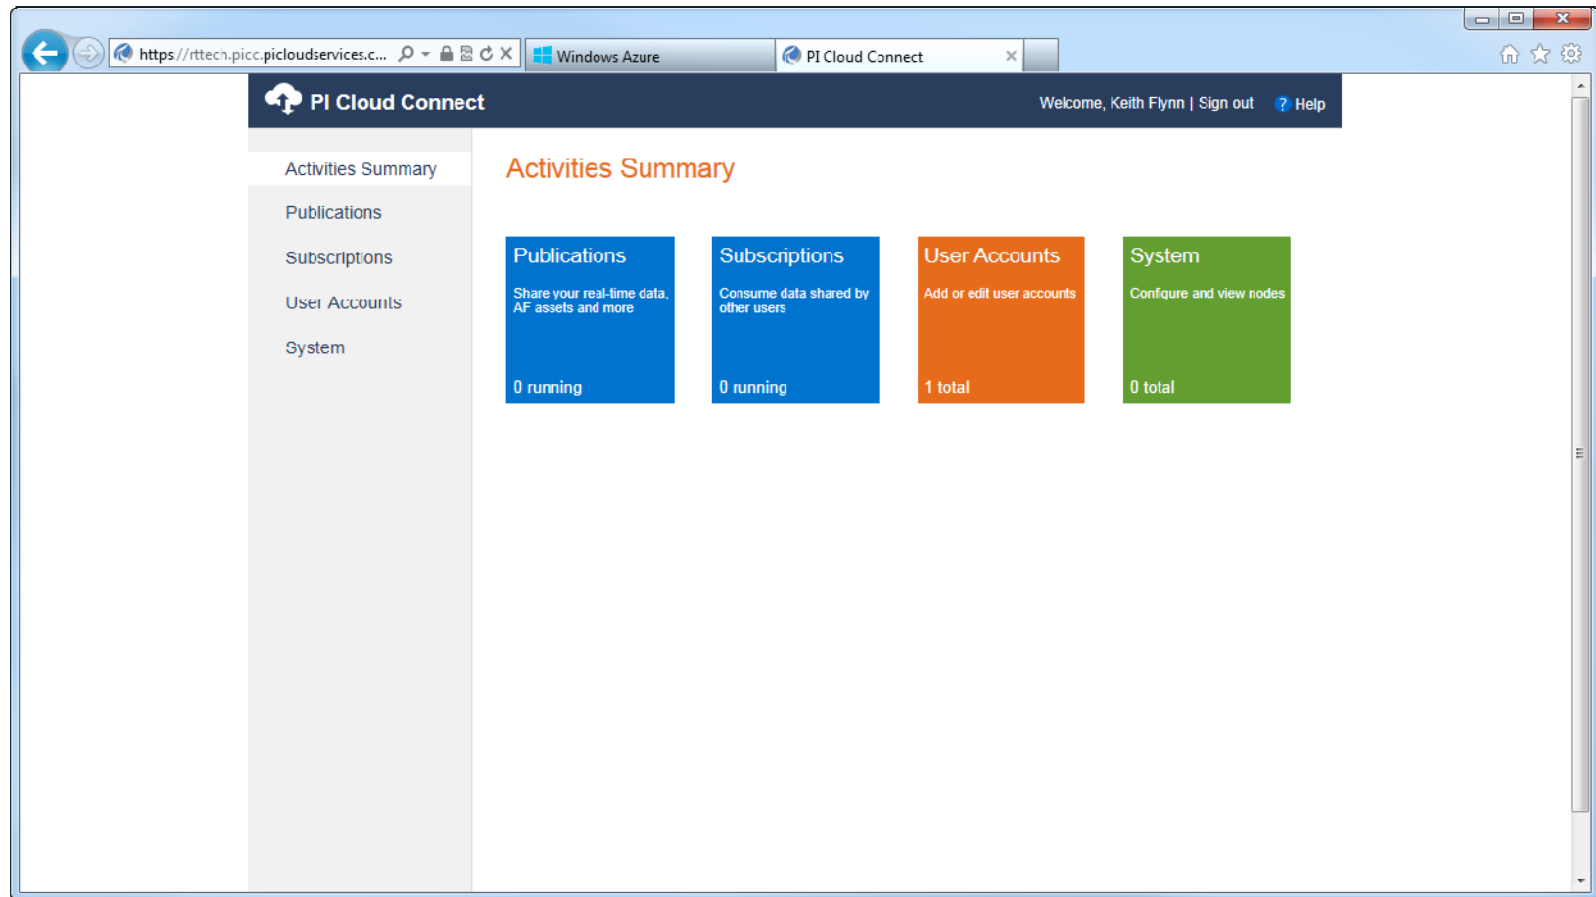 https://rttech.picc.picloudservices.c...
Windows Azure
PI Cloud Connect
PI Cloud Connect
Welcome, Keith Flynn | Sign out
? Help
Activities Summary
Publications
Subscriptions
User Accounts
System
Activities Summary
Publications
Share your real-time data,
AF assets and more
0 running
Subscriptions
Consume data shared by
other users
0 running
User Accounts
Add or edit user accounts
1 total
System
Configure and view nodes
0 total